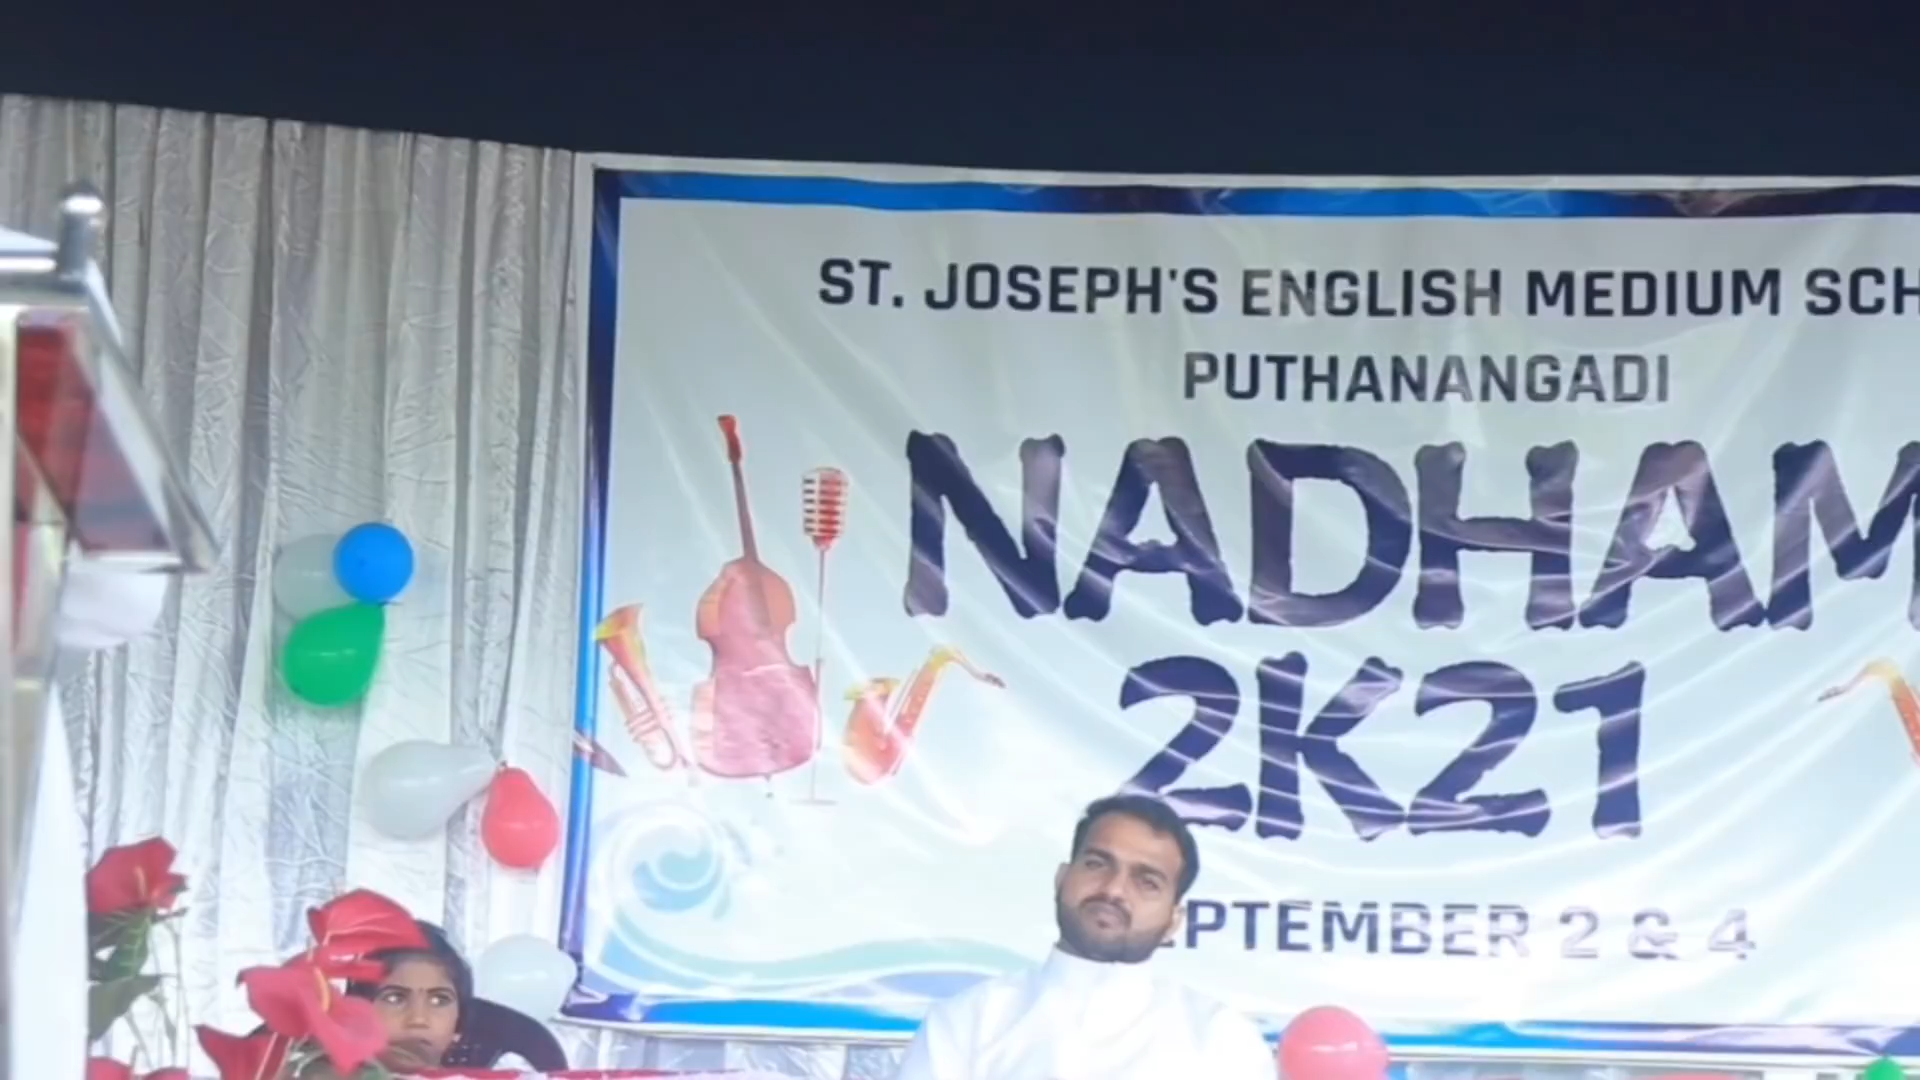 ST. JOSEPH'S ENGLISH MEDIUM SCH
PUTHANANGADI
NADHAM
2K21
EPTEMBER 2 & 4